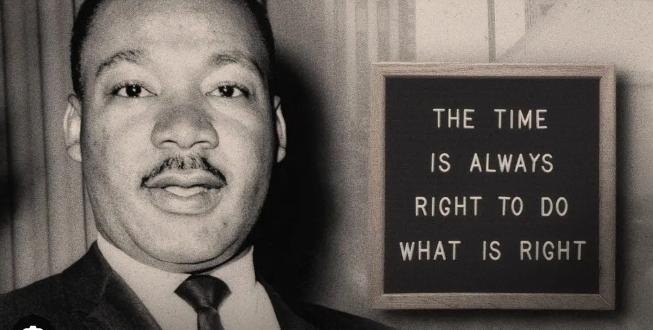 THE TIME
IS ALWAYS
RIGHT TO DO
WHAT IS RIGHT